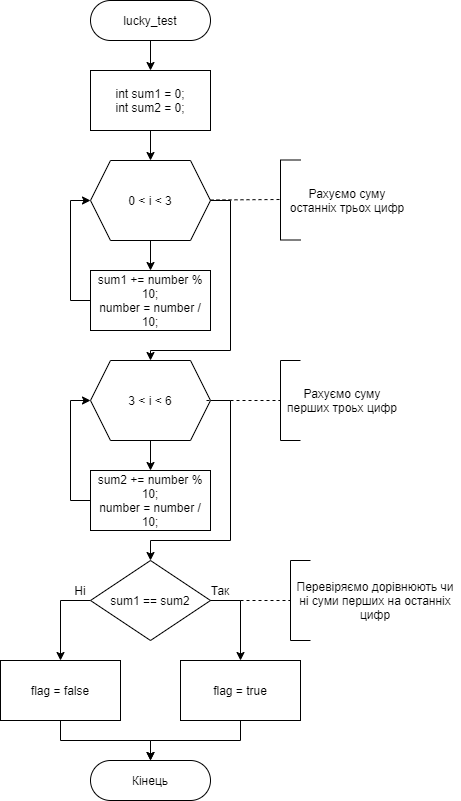 lucky_test
int sum1 = 0;
int sum2 = 0;
0 < i < 3
Рахуємо суму
останніх трьох цифр
sum1 += number %
10;
number = number /
10;
3 < i < 6
Рахуємо суму
перших троьх цифр
sum2 += number %
10;
number = number /
10;
Ні
sum1 == sum2
Так
Перевіряємо дорівнюють чи
ні суми перших на останніх
цифр
flag = false
flag = true
Кінець